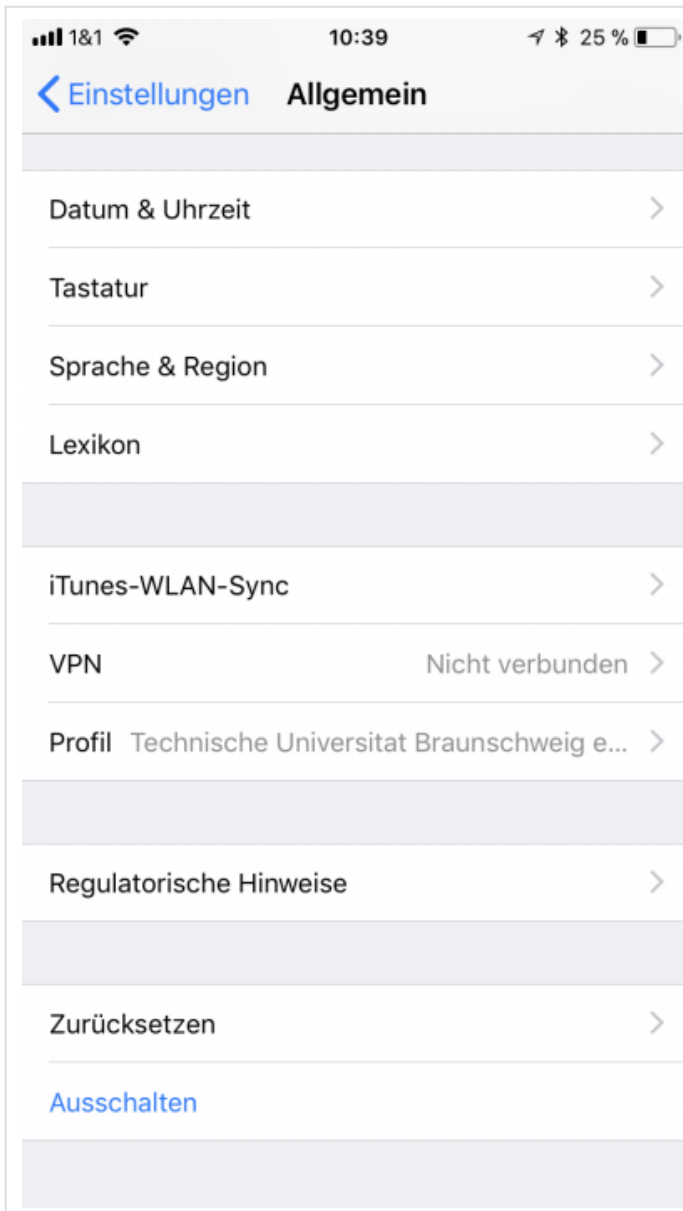 1&1 10:39 25 %
Einstellungen Allgemein
Datum & Uhrzeit
Tastatur
Sprache & Region
Lexikon
iTunes-WLAN-Sync
VPN Nicht verbunden
Profil Technische Universitat Braunschweig e...
Regulatorische Hinweise
Zurücksetzen
Ausschalten